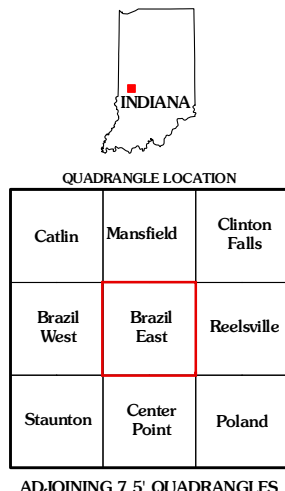 INDIANA
QUADRANGLE LOCATION
Catlin
Mansfield
Clinton
Falls
Brazil
West
Brazil
East
Reelsville
Staunton
Center
Point
Poland
ADJOINING 7.5' QUADRANGLES